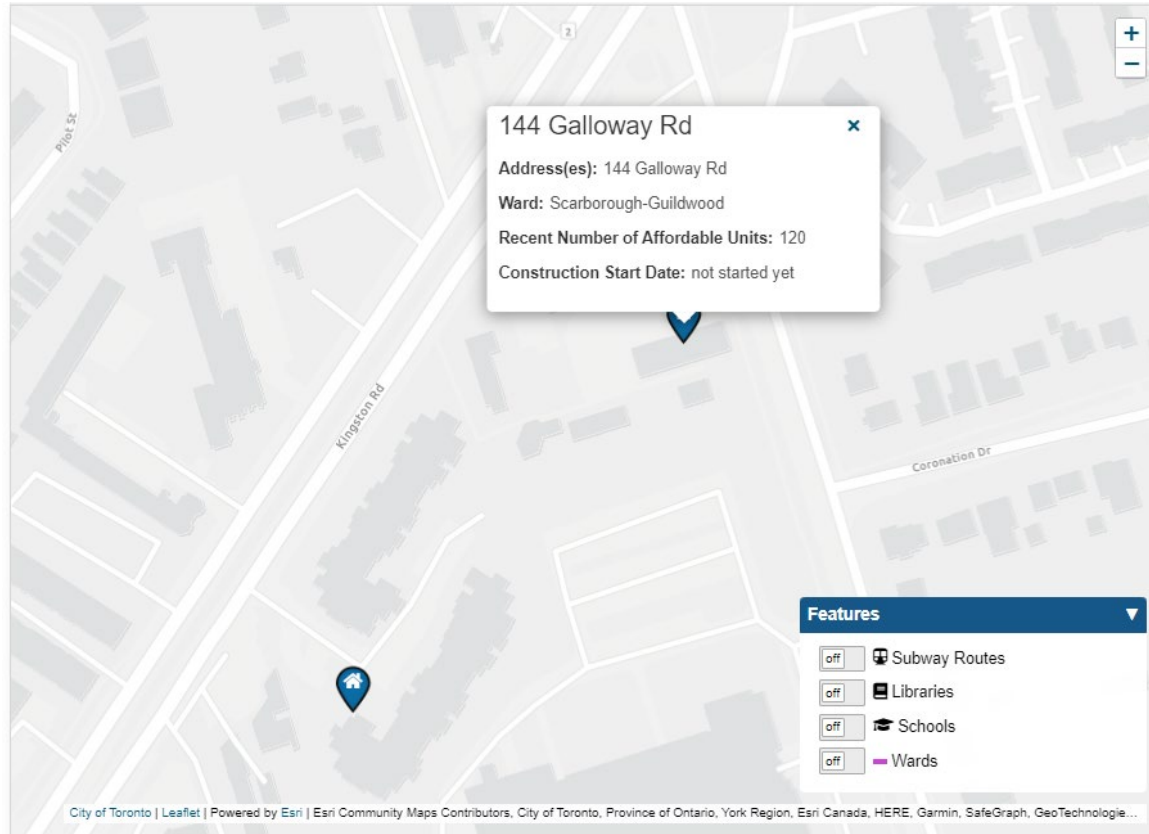 2
+
−
Pilot St
144 Galloway Rd
×
Address(es): 144 Galloway Rd
Ward: Scarborough-Guildwood
Recent Number of Affordable Units: 120
Construction Start Date: not started yet
Kingston Rd
Coronation Dr
Features ▼
off Subway Routes
off Libraries
off Schools
off Wards
City of Toronto | Leaflet | Powered by Esri | Esri Community Maps Contributors, City of Toronto, Province of Ontario, York Region, Esri Canada, HERE, Garmin, SafeGraph, GeoTechnologie...